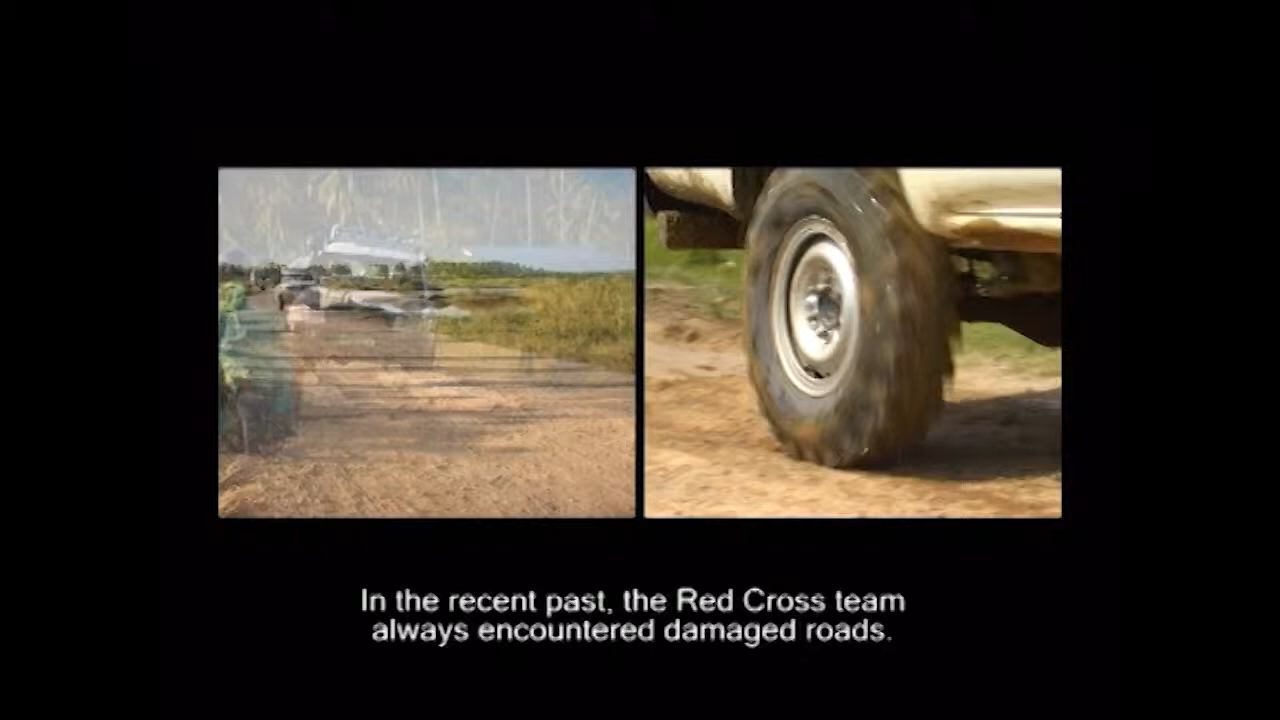 In the recent past, the Red Cross team
always encountered damaged roads.